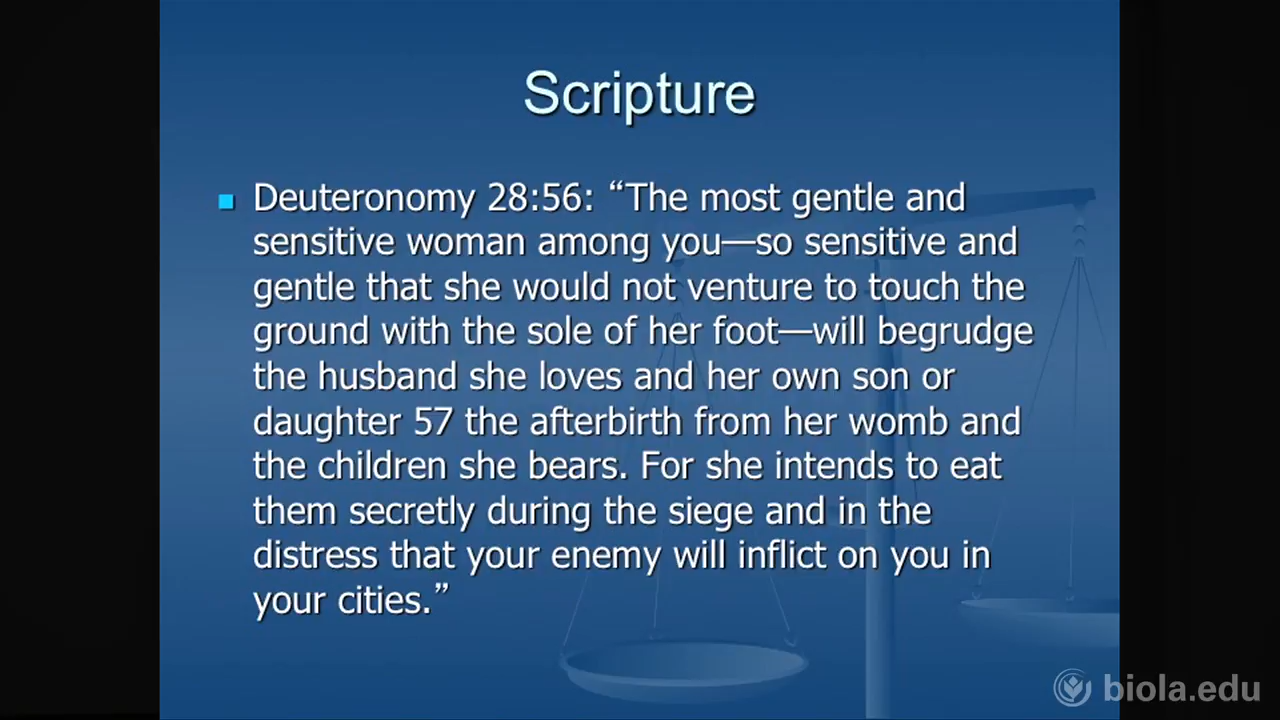 Scripture
Deuteronomy 28:56: “The most gentle and
sensitive woman among you—so sensitive and
gentle that she would not venture to touch the
ground with the sole of her foot—will begrudge
the husband she loves and her own son or
daughter 57 the afterbirth from her womb and
the children she bears. For she intends to eat
them secretly during the siege and in the
distress that your enemy will inflict on you in
your cities.”
biola.edu